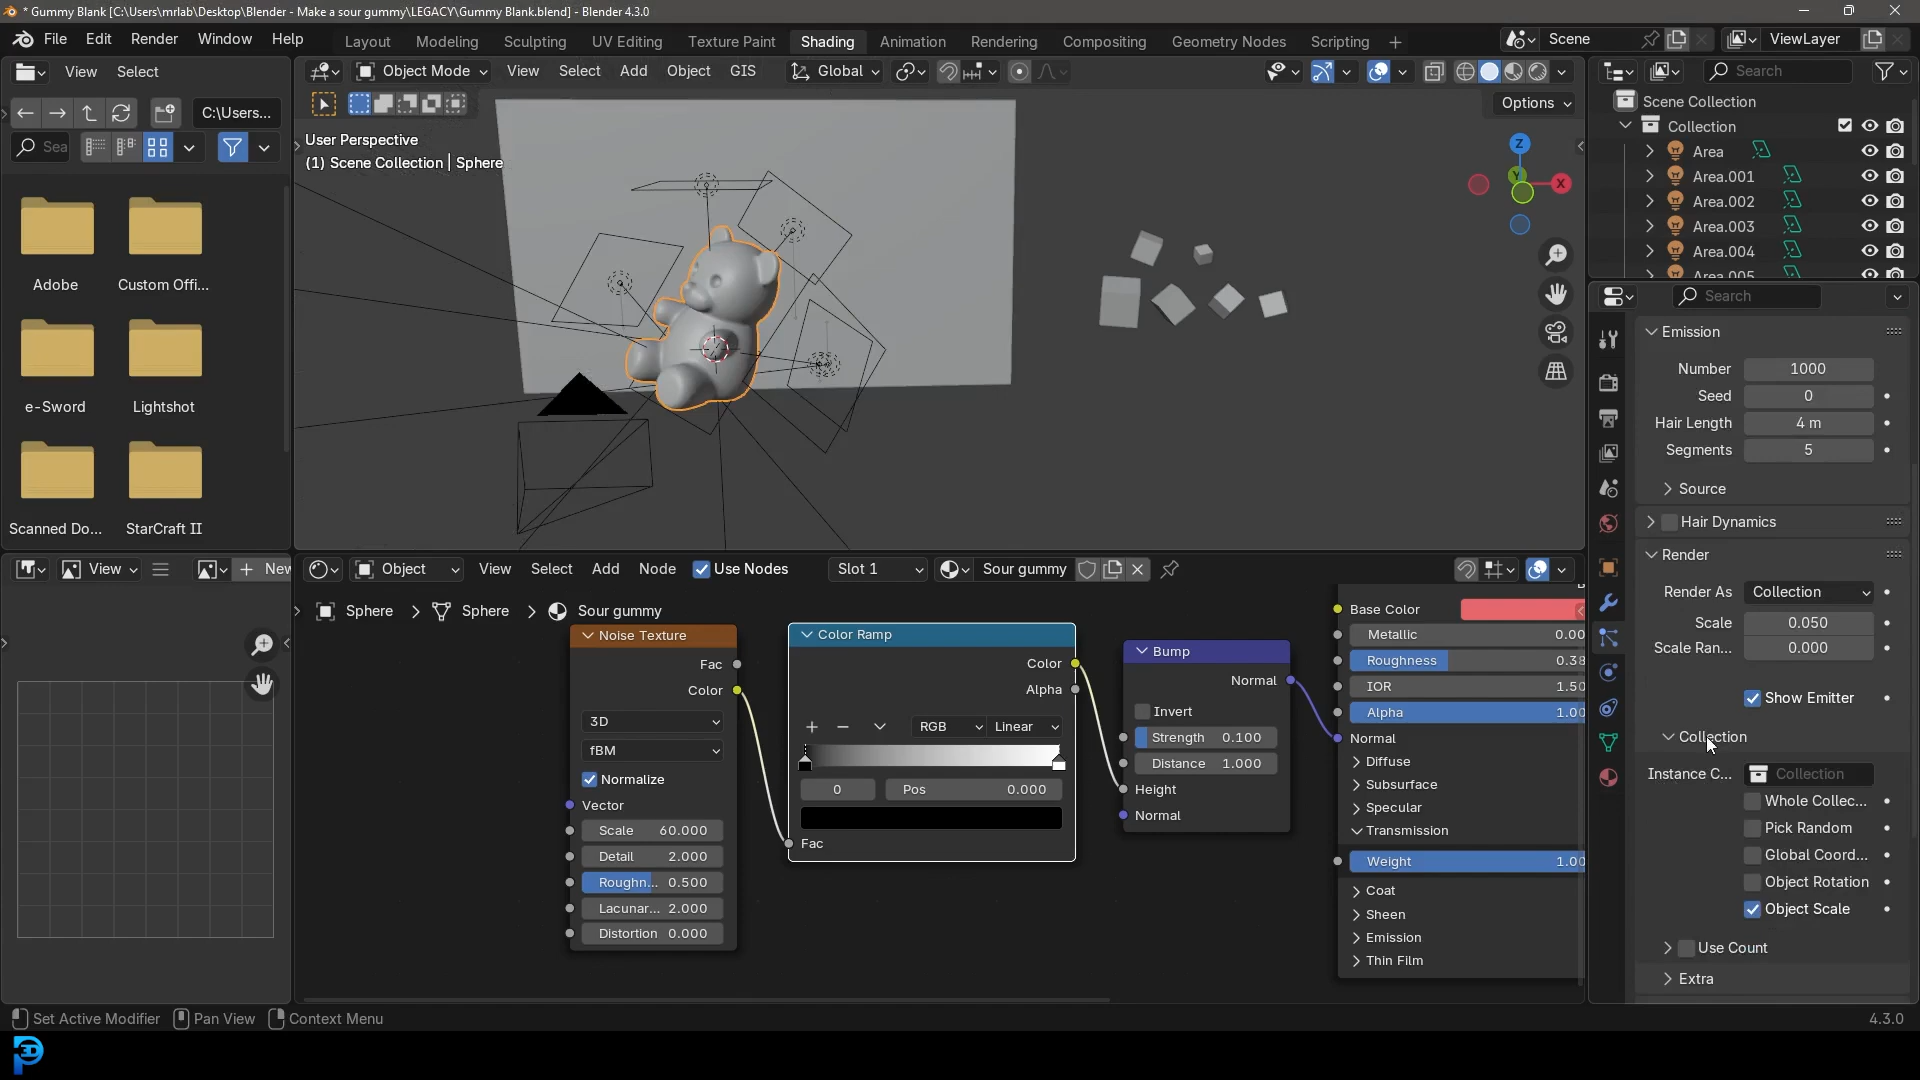 * Gummy Blank [C:\Users\mrlab\Desktop\Blender - Make a sour gummy\LEGACY\Gummy Blank.blend] - Blender 4.3.0
File Edit Render Window Help Layout Modeling Sculpting UV Editing Texture Paint Shading Animation Rendering Compositing Geometry Nodes Scripting + Scene ViewLayer
View Select
Object Mode View Select Add Object GIS Global
Search
C:\Users...
Options
Sea
User Perspective
(1) Scene Collection | Sphere
Z
Y
X
Adobe
Custom Offi...
e-Sword
Lightshot
Scanned Do...
StarCraft II
Scene Collection
Collection
Area
Area.001
Area.002
Area.003
Area.004
Area.005
Search
Emission
Number 1000
Seed 0
Hair Length 4 m
Segments 5
Source
Hair Dynamics
Render
Render As Collection
Scale 0.050
Scale Ran... 0.000
Show Emitter
Collection
Instance C... Collection
Whole Collec...
Pick Random
Global Coord...
Object Rotation
Object Scale
Use Count
Extra
View + New
Object View Select Add Node Use Nodes Slot 1 Sour gummy
Sphere > Sphere > Sour gummy
Noise Texture
Fac
Color
3D
fBM
Normalize
Vector
Scale 60.000
Detail 2.000
Roughn... 0.500
Lacunar... 2.000
Distortion 0.000
Color Ramp
Color
Alpha
+ − RGB Linear
0 Pos 0.000
Fac
Bump
Normal
Invert
Strength 0.100
Distance 1.000
Height
Normal
Base Color
Metallic 0.00
Roughness 0.38
IOR 1.50
Alpha 1.00
Normal
Diffuse
Subsurface
Specular
Transmission
Weight 1.00
Coat
Sheen
Emission
Thin Film
Set Active Modifier Pan View Context Menu 4.3.0